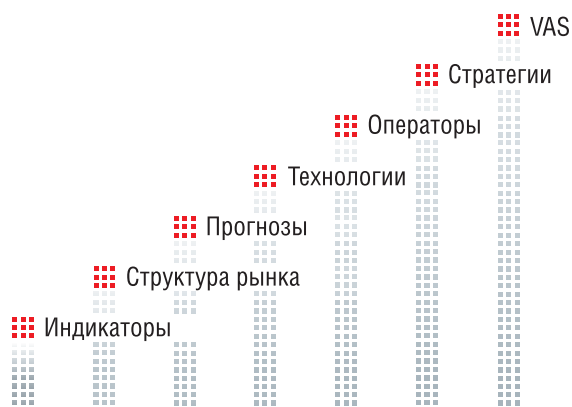 VAS
Стратегии
Операторы
Технологии
Прогнозы
Структура рынка
Индикаторы